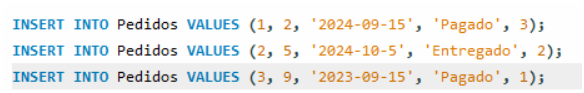 INSERT INTO Pedidos VALUES (1, 2, '2024-09-15', 'Pagado', 3);
INSERT INTO Pedidos VALUES (2, 5, '2024-10-5', 'Entregado', 2);
INSERT INTO Pedidos VALUES (3, 9, '2023-09-15', 'Pagado', 1);